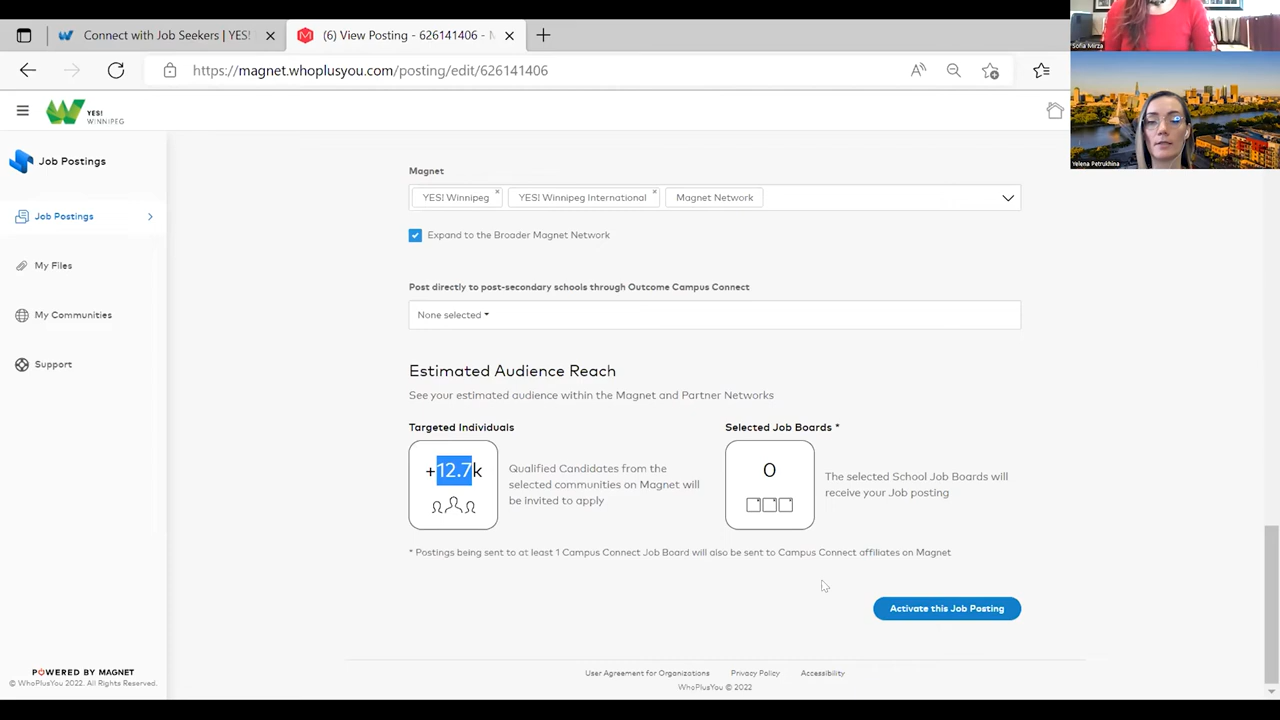 Connect with Job Seekers | YES!
(6) View Posting - 626141406 - M
https://magnet.whoplusyou.com/posting/edit/626141406
Sofia Mirza
Yelena Petrukhina
YES!
WINNIPEG
Job Postings
Job Postings
My Files
My Communities
Support
POWERED BY MAGNET
© WhoPlusYou 2022. All Rights Reserved.
Magnet
YES! Winnipeg × YES! Winnipeg International × Magnet Network
Expand to the Broader Magnet Network
Post directly to post-secondary schools through Outcome Campus Connect
None selected
Estimated Audience Reach
See your estimated audience within the Magnet and Partner Networks
Targeted Individuals
+12.7k
Qualified Candidates from the
selected communities on Magnet will
be invited to apply
Selected Job Boards *
0
The selected School Job Boards will
receive your Job posting
* Postings being sent to at least 1 Campus Connect Job Board will also be sent to Campus Connect affiliates on Magnet
Activate this Job Posting
User Agreement for Organizations Privacy Policy Accessibility
WhoPlusYou © 2022